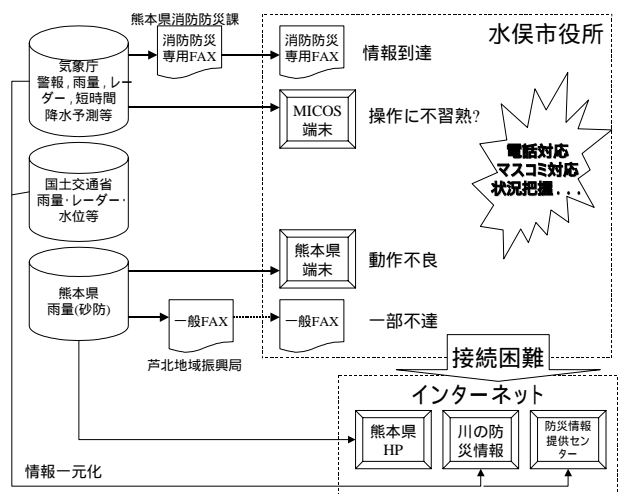 熊本県消防防災課
水俣市役所
気象庁
警報,雨量,レー
ダー,短時間
降水予測等
消防防災
専用FAX
消防防災
専用FAX
情報到達
MICOS
端末
操作に不習熟?
電話対応
マスコミ対応
状況把握...
国土交通省
雨量・レーダー・
水位等
熊本県
端末
動作不良
熊本県
雨量(砂防)
一般FAX
一般FAX
一部不達
芦北地域振興局
接続困難
インターネット
熊本県
HP
川の防
災情報
防災情報
提供セン
ター
情報一元化